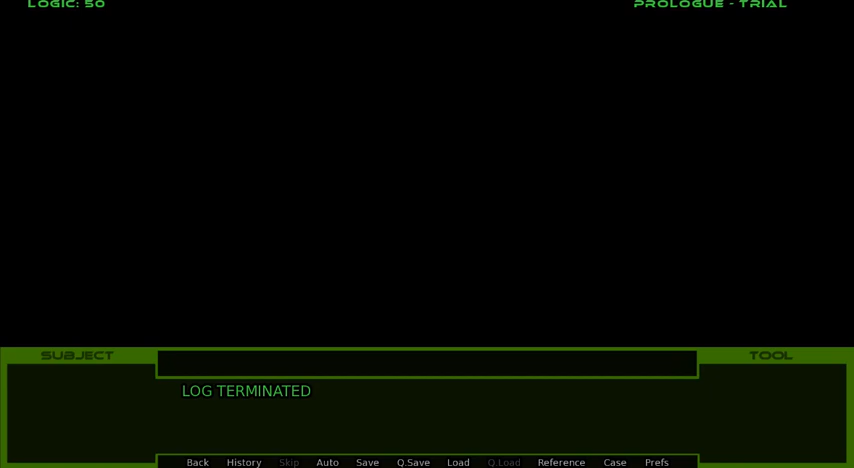 LOGIC: 50 PROLOGUE - TRIAL
SUBJECT TOOL
LOG TERMINATED
Back History Skip Auto Save Q.Save Load Q.Load Reference Case Prefs